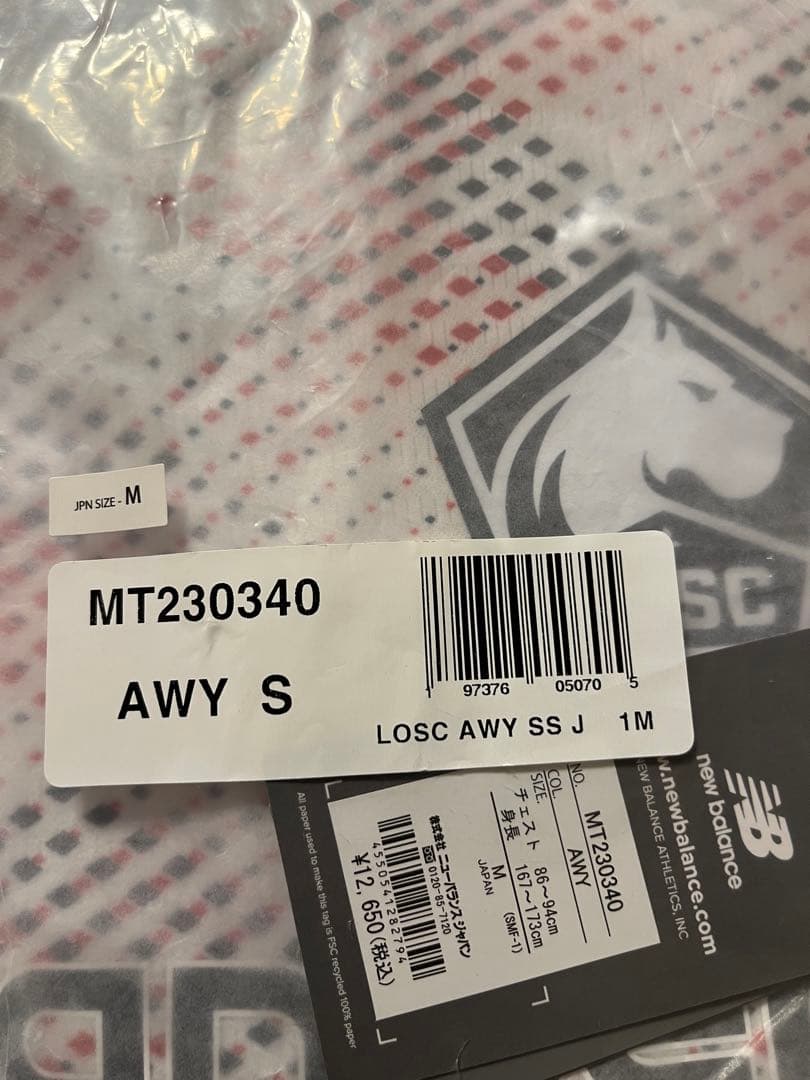 JPN SIZE - M
MT230340
AWY S
1 97376 05070 5
LOSC AWY SS J 1M
SC
new balance
www.newbalance.com
NEW BALANCE ATHLETICS, INC
NO. MT230340
COL. AWY
SIZE.
チェスト 86～94cm
身長 167～173cm
M (SMF-1)
JAPAN
株式会社 ニューバランス ジャパン
0120-85-7120
4550541282794
¥12,650(税込)
All paper used to make this tag is FSC recycled 100% paper